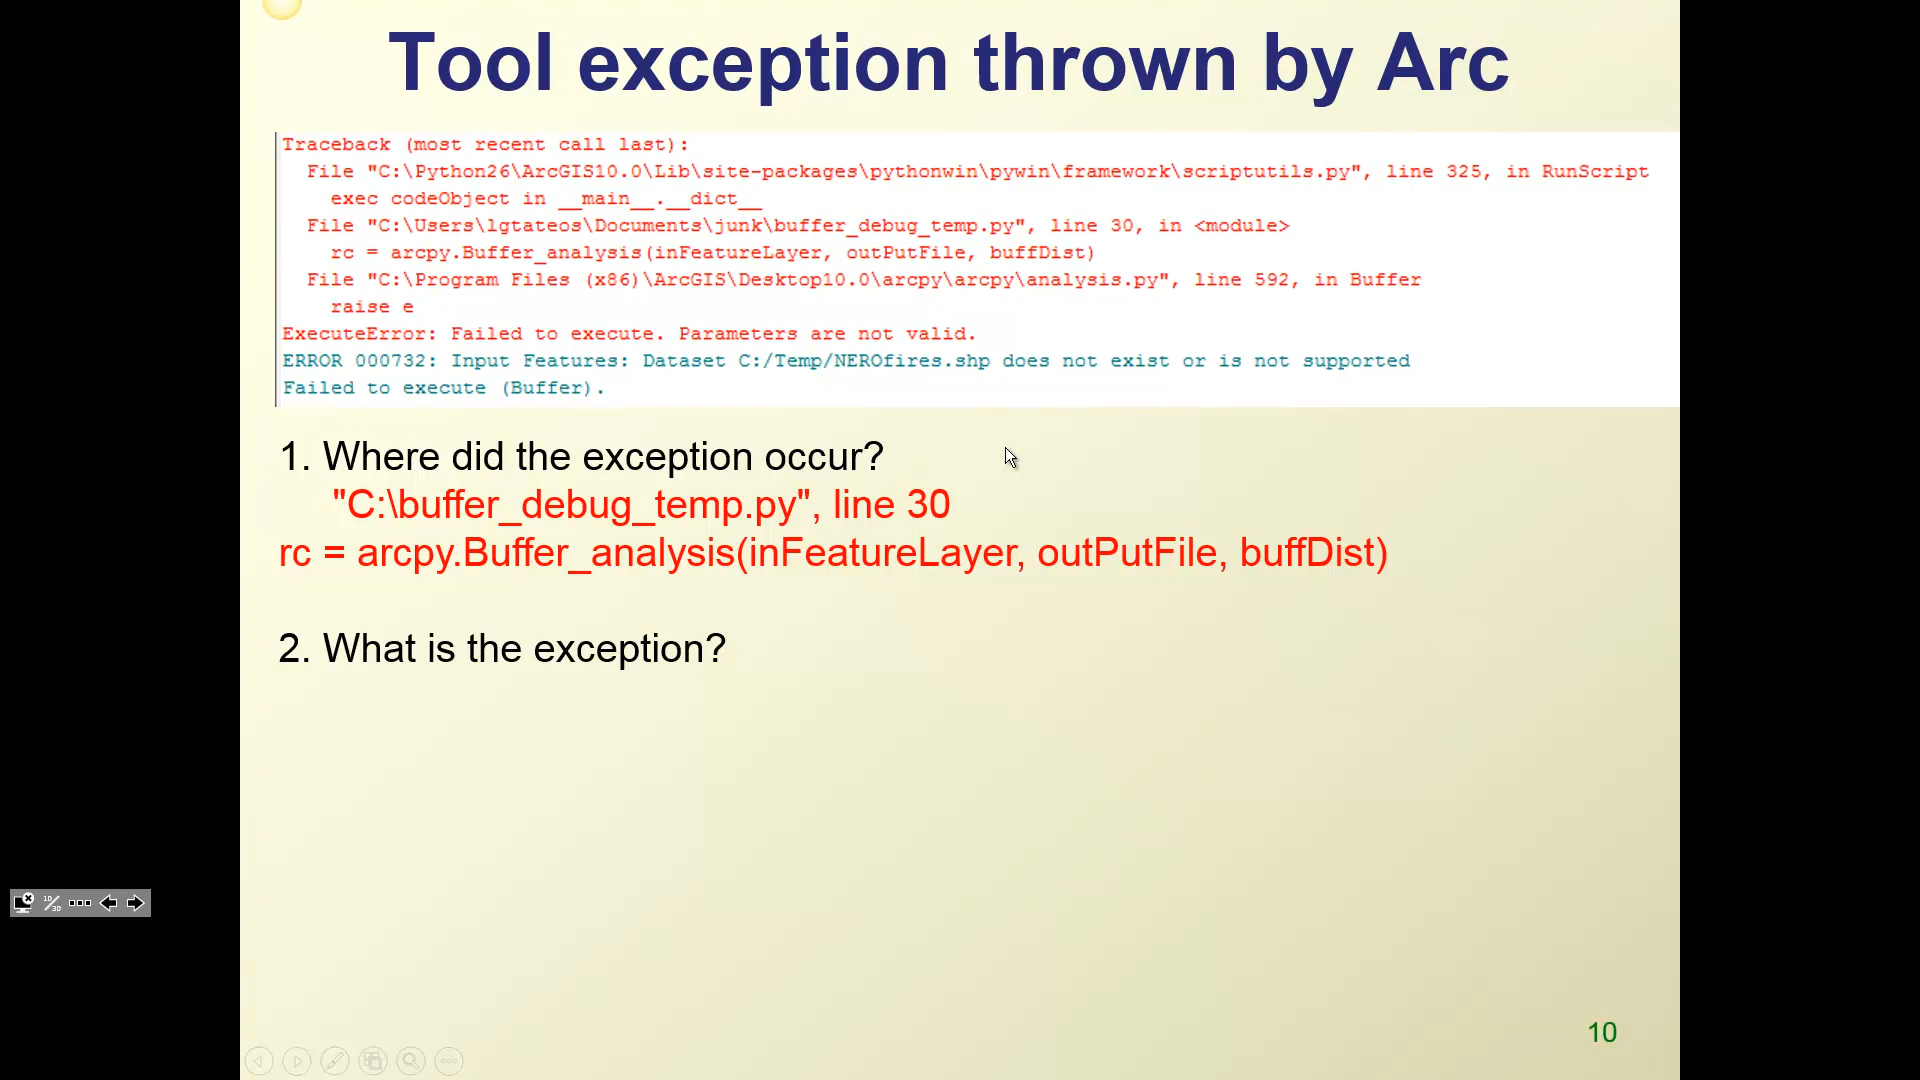 Tool exception thrown by Arc
Traceback (most recent call last):
File "C:\Python26\ArcGIS10.0\Lib\site-packages\pythonwin\pywin\framework\scriptutils.py", line 325, in RunScript
exec codeObject in __main__.__dict__
File "C:\Users\lgtateos\Documents\junk\buffer_debug_temp.py", line 30, in <module>
rc = arcpy.Buffer_analysis(inFeatureLayer, outPutFile, buffDist)
File "C:\Program Files (x86)\ArcGIS\Desktop10.0\arcpy\arcpy\analysis.py", line 592, in Buffer
raise e
ExecuteError: Failed to execute. Parameters are not valid.
ERROR 000732: Input Features: Dataset C:/Temp/NEROfires.shp does not exist or is not supported
Failed to execute (Buffer).
1. Where did the exception occur?
"C:\buffer_debug_temp.py", line 30
rc = arcpy.Buffer_analysis(inFeatureLayer, outPutFile, buffDist)
2. What is the exception?
10/30
10